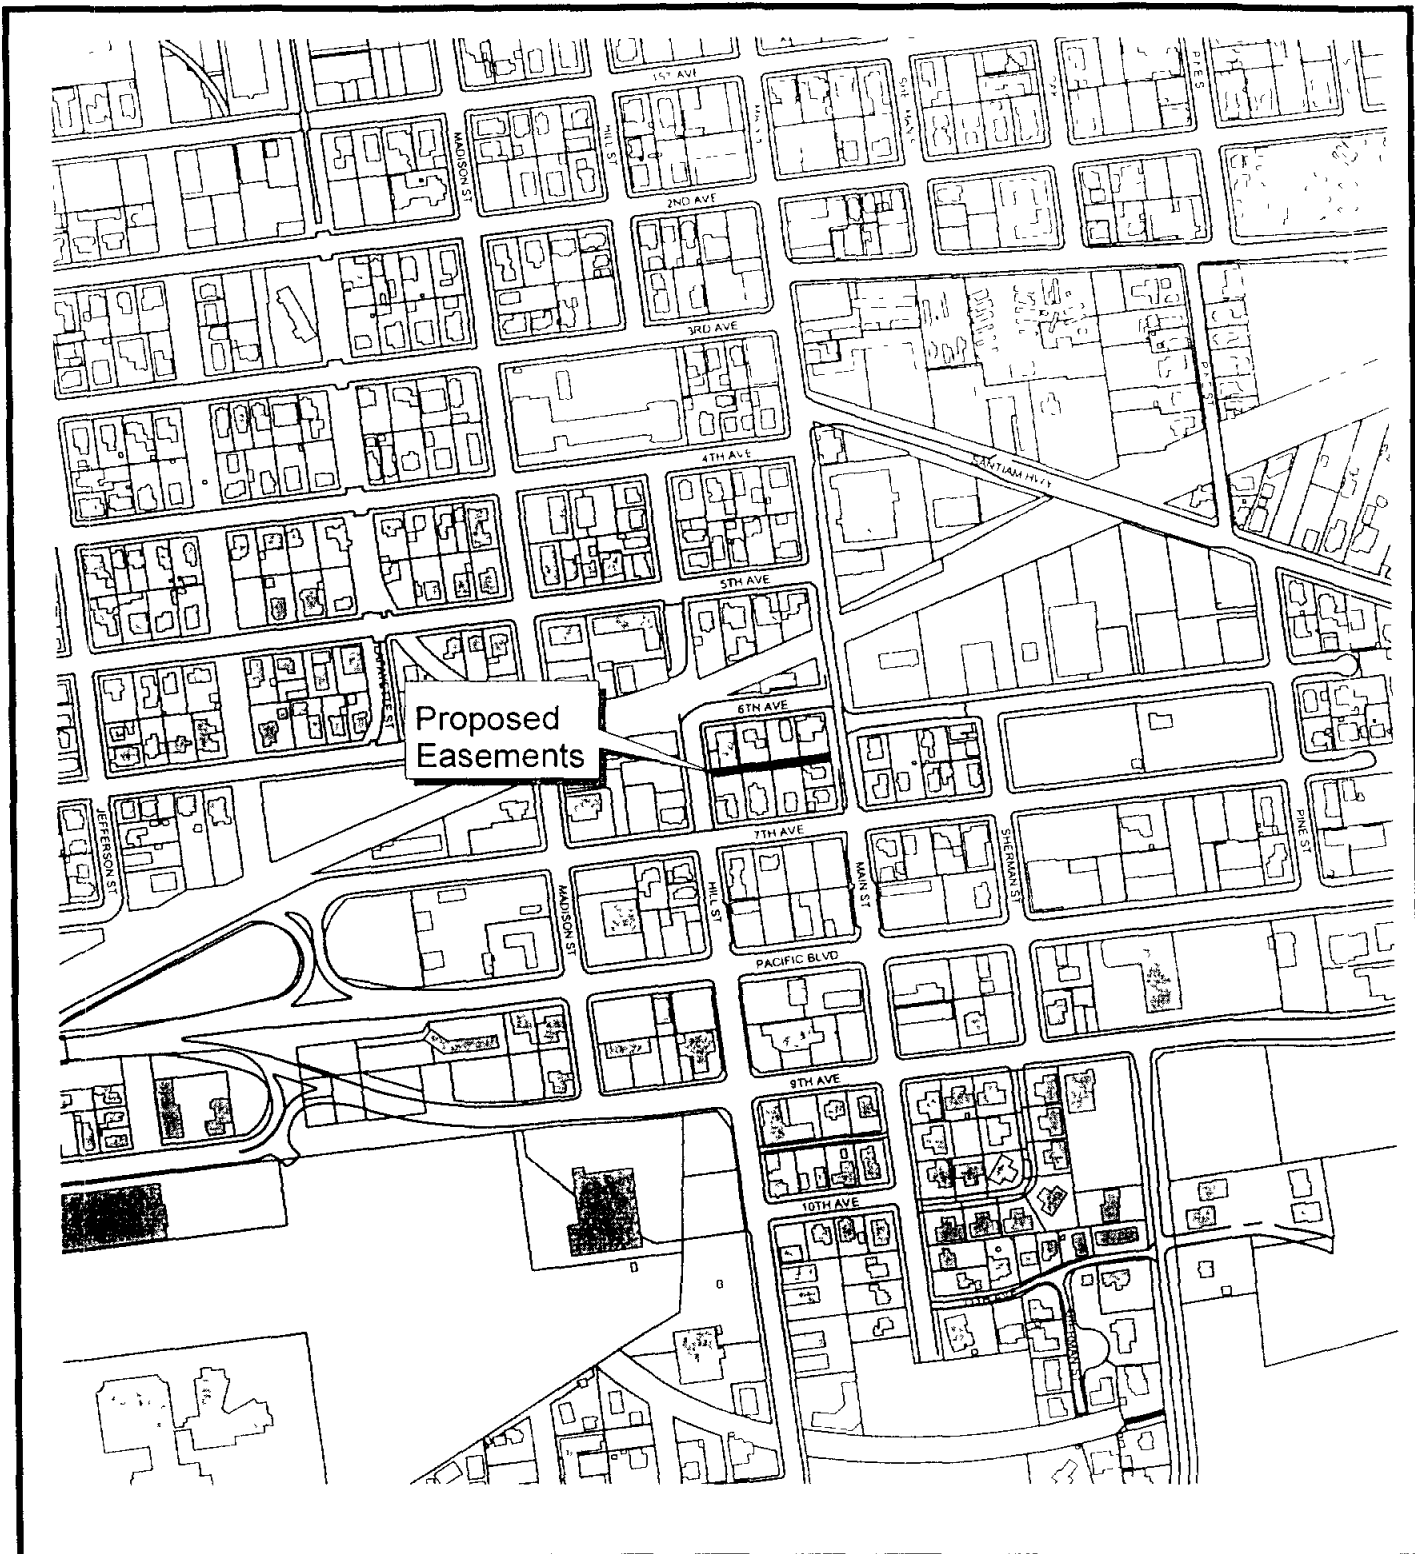 1ST AVE
MADISON ST
HILL ST
2ND AVE
3RD AVE
4TH AVE
SANTIAM HWY
5TH AVE
LAFAYETTE ST
Proposed
Easements
6TH AVE
7TH AVE
JEFFERSON ST
MADISON ST
HILL ST
MAIN ST
SHERMAN ST
PINE ST
PACIFIC BLVD
9TH AVE
10TH AVE